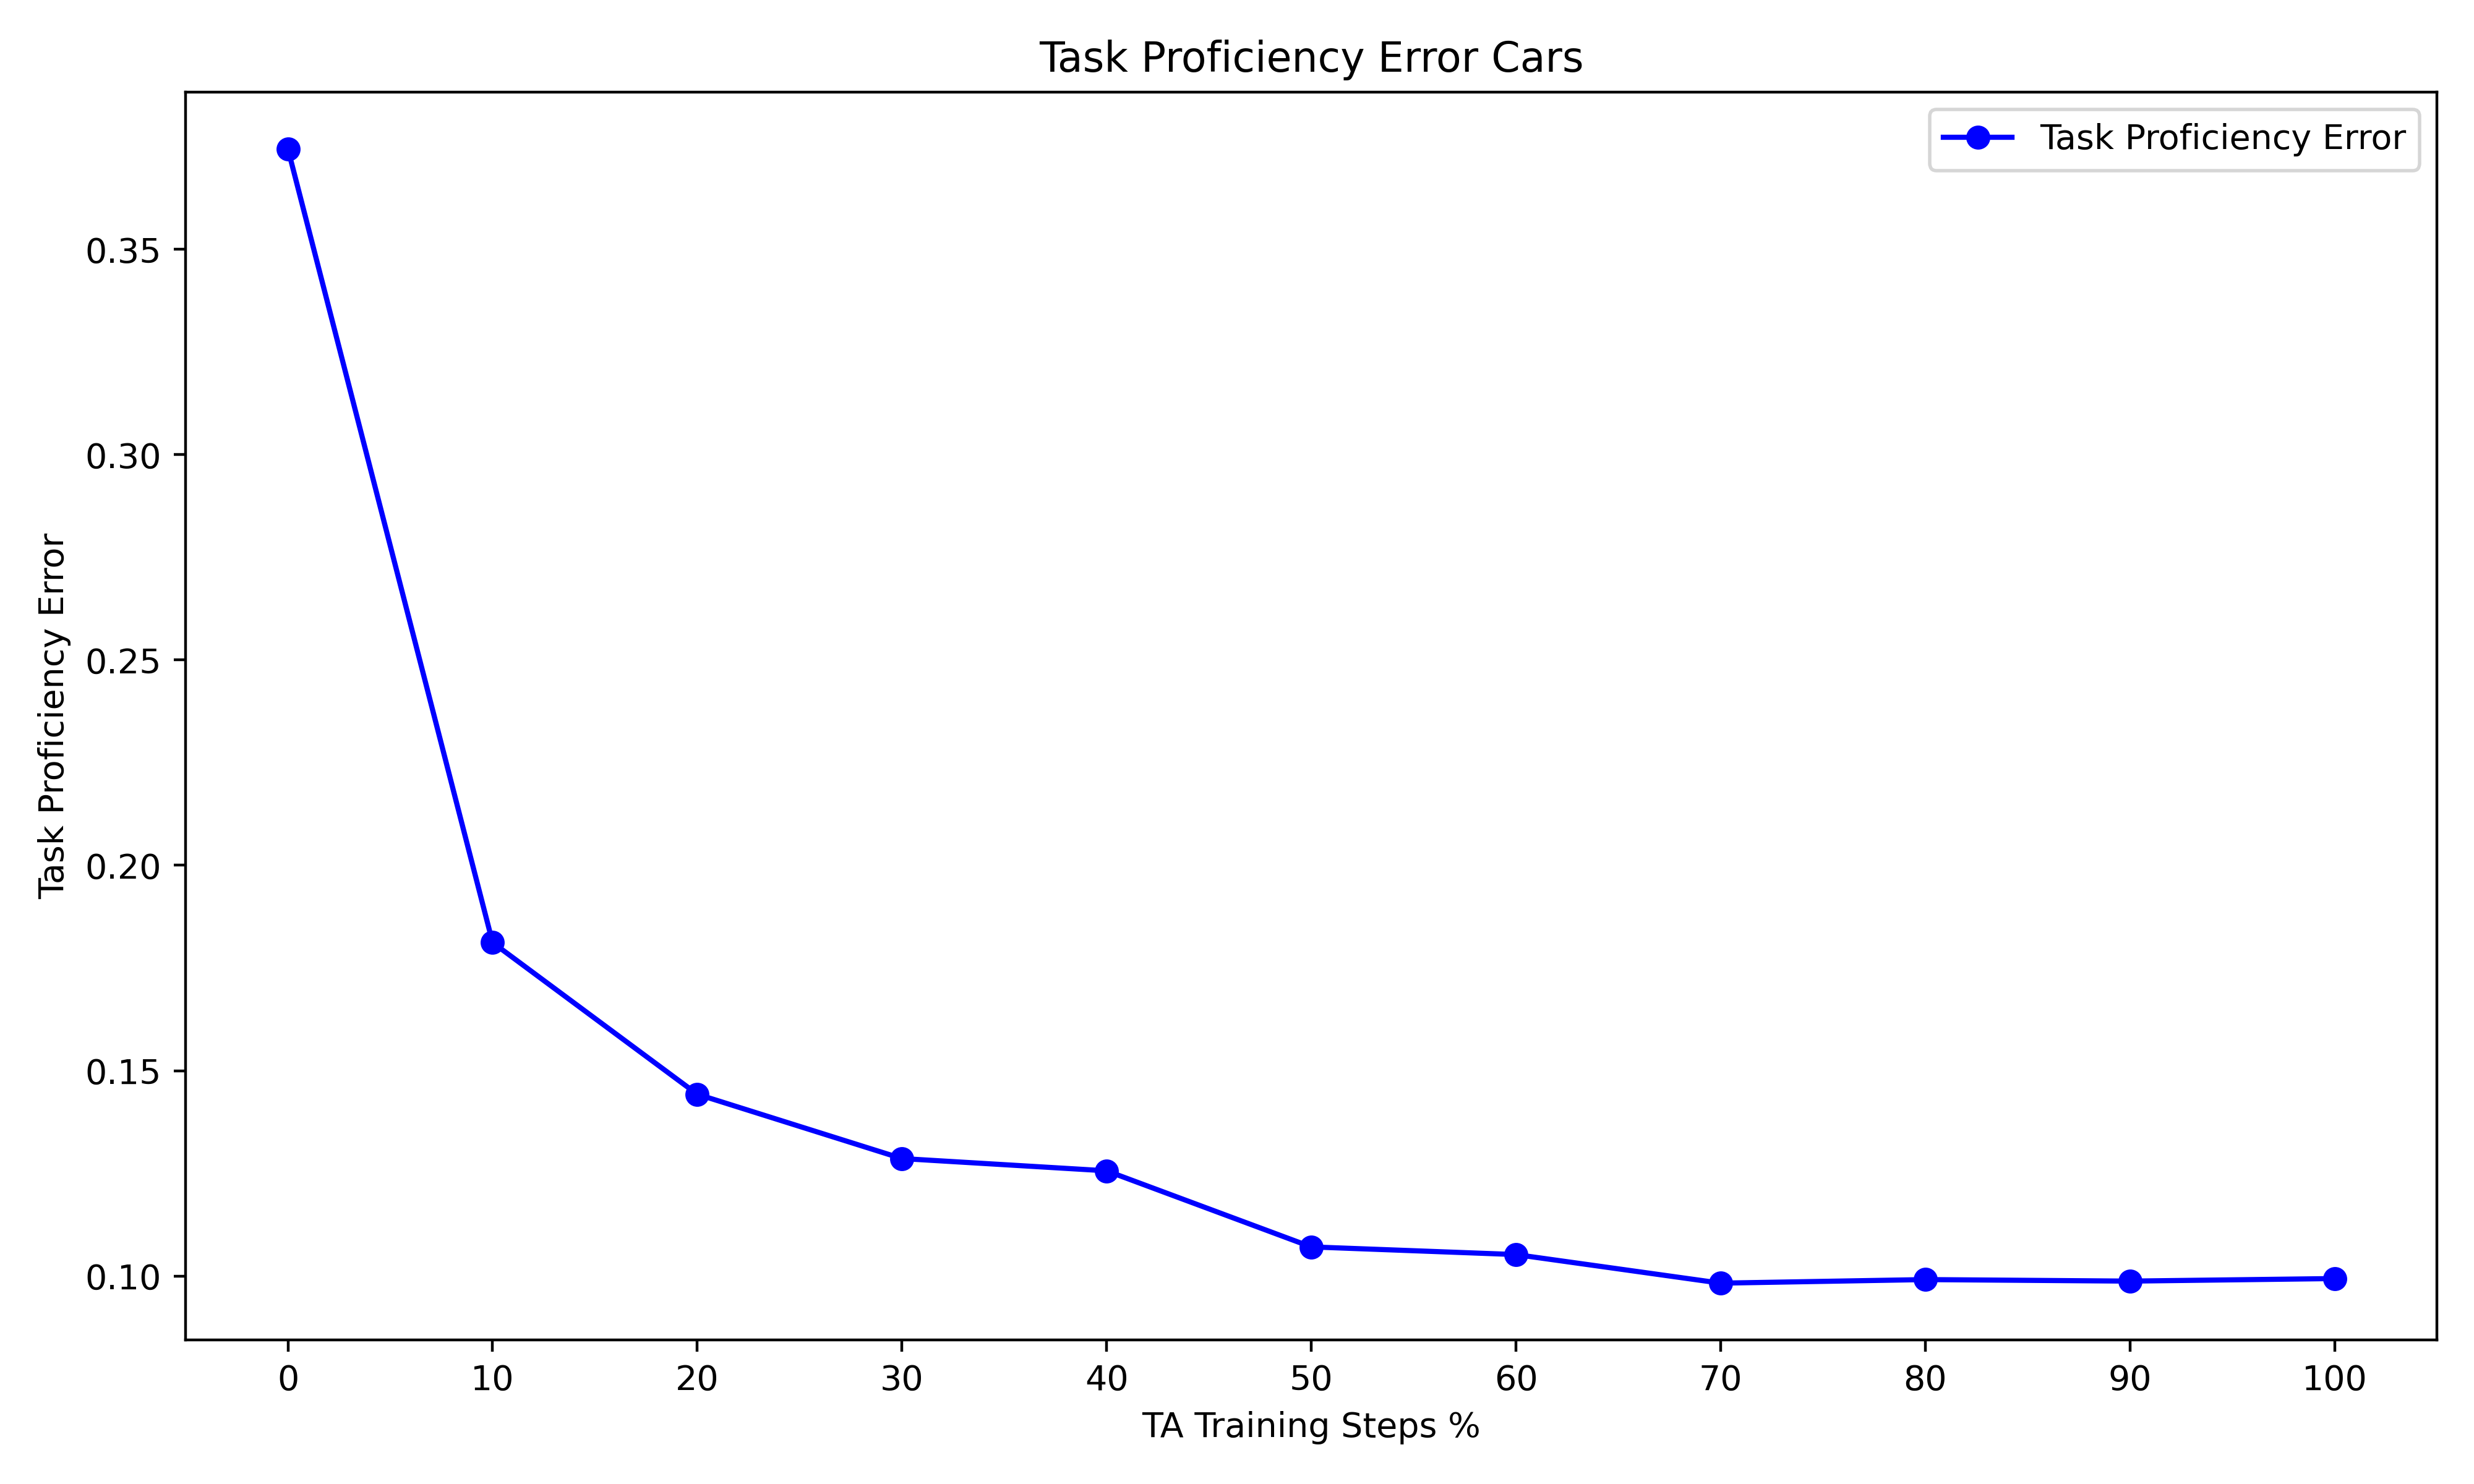 Task Proficiency Error Cars
Task Proficiency Error
Task Proficiency Error
0.35
0.30
0.25
0.20
0.15
0.10
0 10 20 30 40 50 60 70 80 90 100
TA Training Steps %